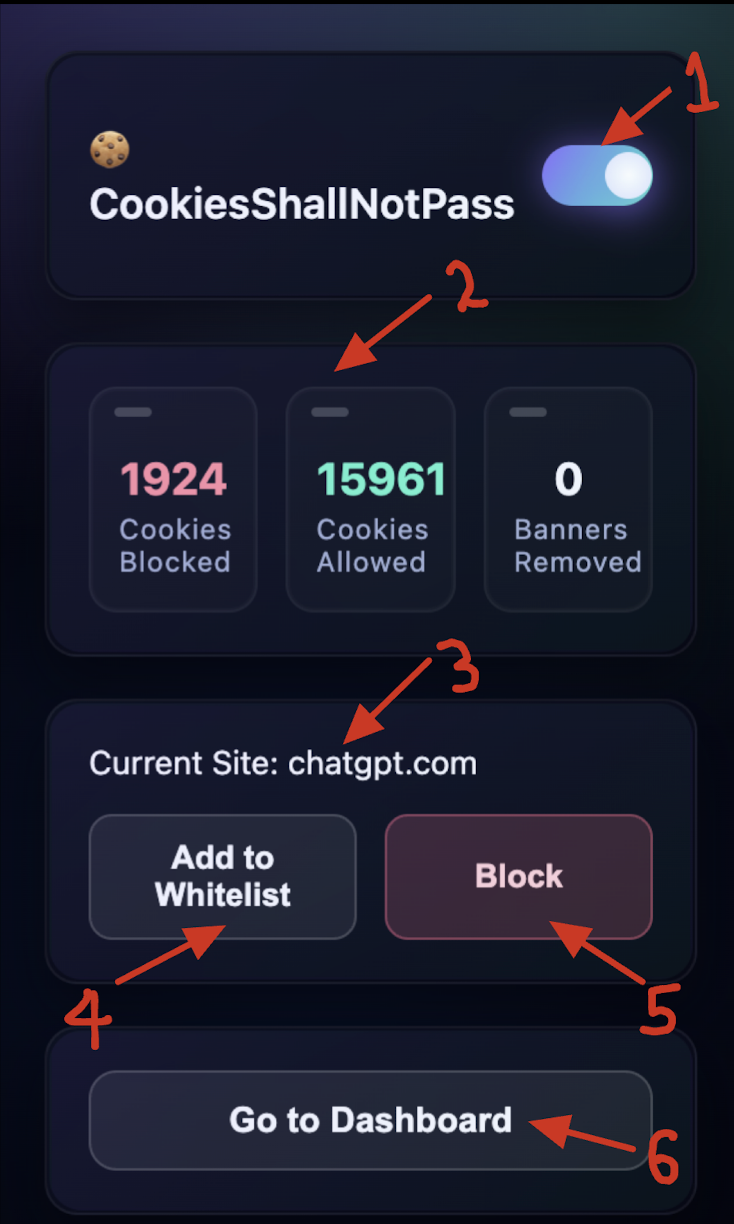 1
CookiesShallNotPass
2
1924
Cookies
Blocked
15961
Cookies
Allowed
0
Banners
Removed
3
Current Site: chatgpt.com
Add to
Whitelist
Block
4
5
Go to Dashboard
6